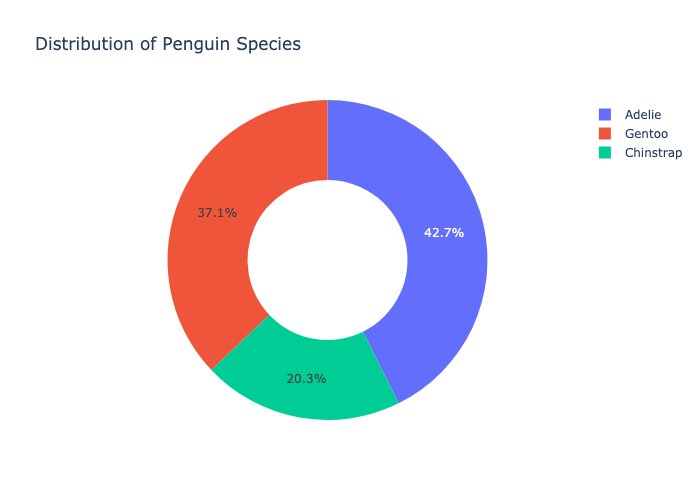 Distribution of Penguin Species
Adelie
Gentoo
Chinstrap
37.1%
42.7%
20.3%